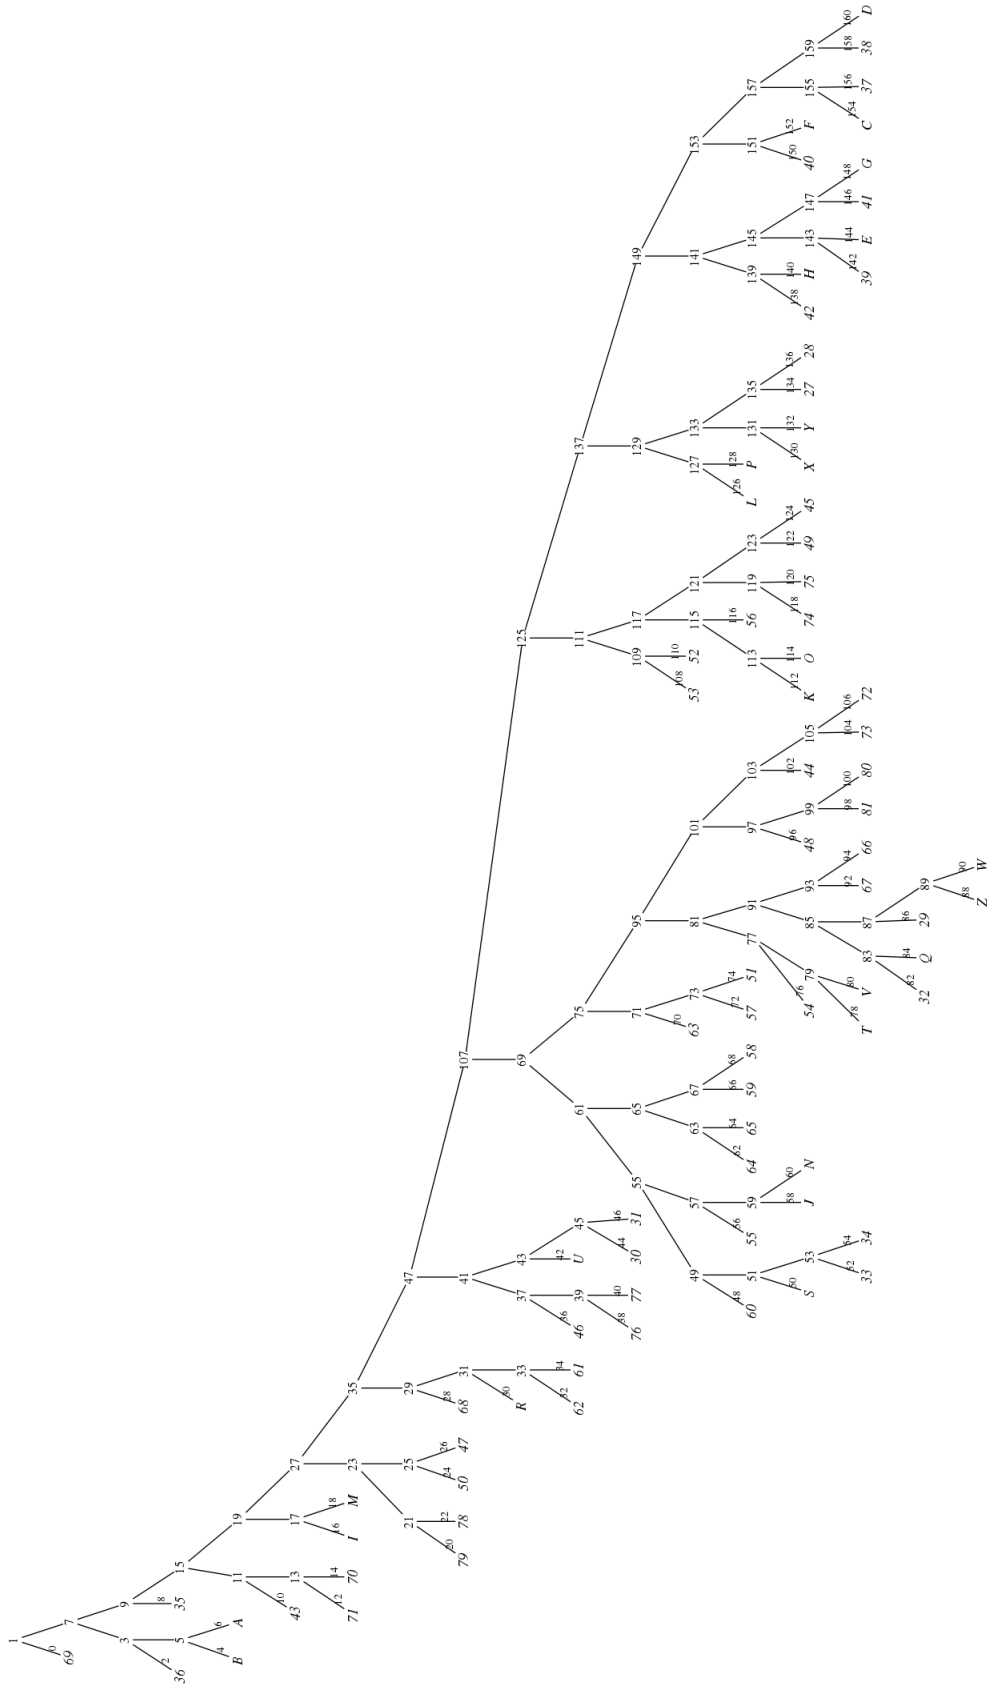 1
0
69 7
2 8
3 9
36 5 35 15
4 6 10
B A 11 19
43 13 17 27
12 14 16 18
71 70 I M 23 35
21 25 29 47
20 22 24 26 28
79 78 50 47 68 31 41 107
30
R 33 37 43 69 125
32 34 36 42
62 61 46 39 U 45 61 75 111 137
38 40 44 46
76 77 30 31 55 65 71 95 109 117 129 149
70 108 110
49 57 63 67 63 73 81 101 53 52 115 121 127 133 141 153
48 56 62 64 66 68 72 74 116 126 128
60 51 55 59 64 65 59 58 57 51 77 91 97 103 113 56 119 123 L P 131 135 139 145 151 157
50 58 60 76 96 102 112 114 118 120 122 124 130 132 134 136 138 140 150 152
S 53 J N 54 79 85 93 48 99 44 105 K O 74 75 49 45 X Y 27 28 42 H 143 147 40 F 155 159
52 54 78 80 92 94 98 100 104 106 142 144 146 148 154 156 158 160
33 34 T V 83 87 67 66 81 80 73 72 39 E 41 G C 37 38 D
82 84 86
32 Q 29 89
88 90
Z W